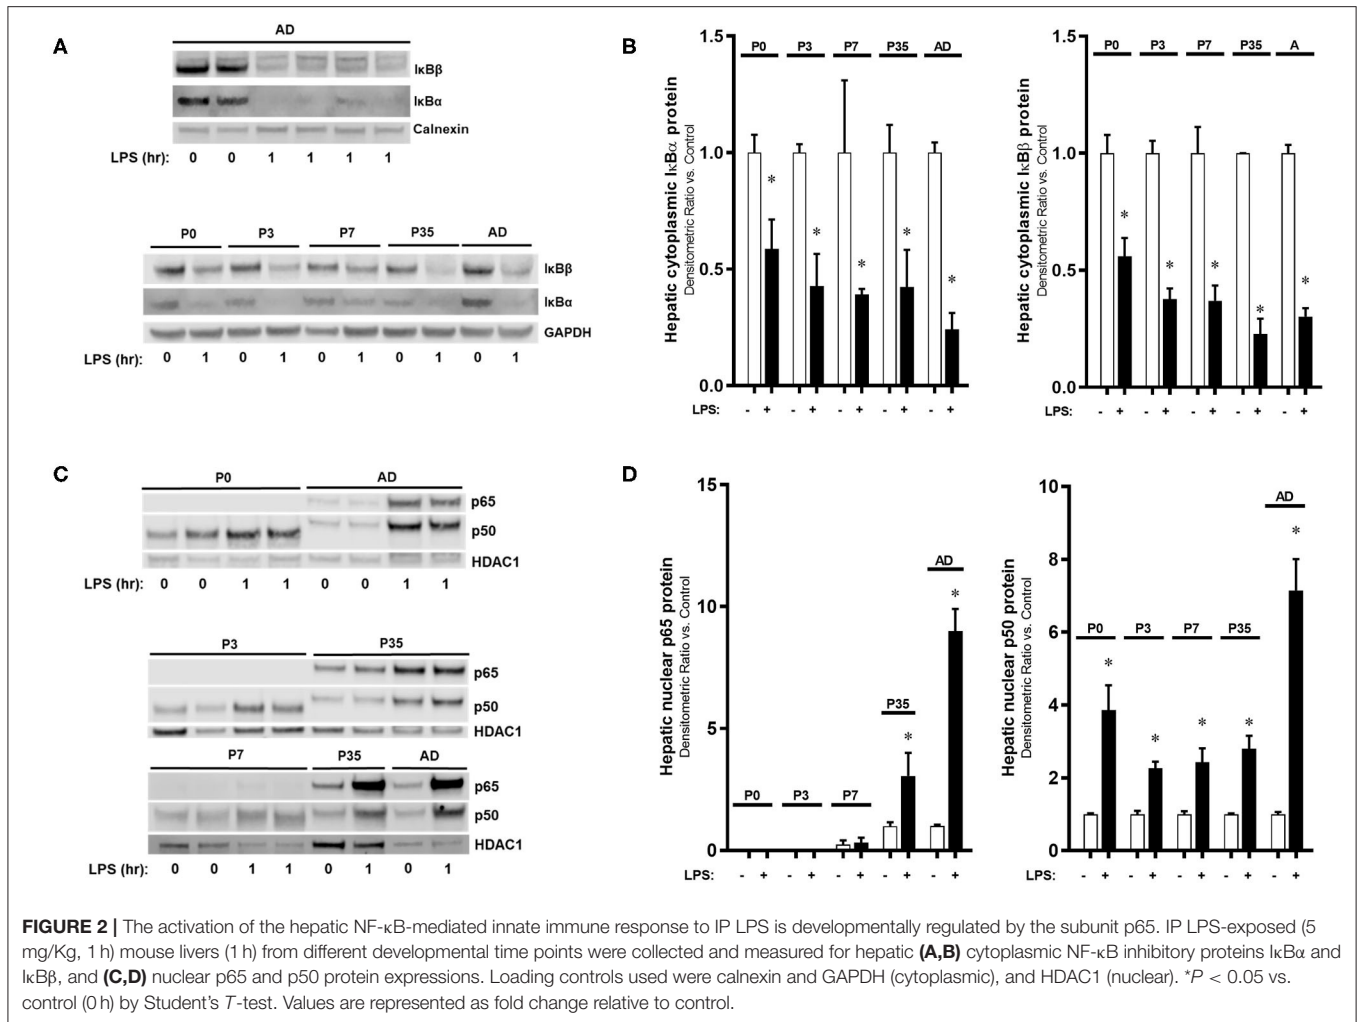 A
AD
IκBβ
IκBα
Calnexin
LPS (hr): 0 0 1 1 1 1
P0 P3 P7 P35 AD
IκBβ
IκBα
GAPDH
LPS (hr): 0 1 0 1 0 1 0 1 0 1
B
Hepatic cytoplasmic IκBα protein
Densitometric Ratio vs. Control
1.5
1.0
0.5
0.0
P0 P3 P7 P35 AD
* * * * *
LPS: - + - + - + - + - +
Hepatic cytoplasmic IκBβ protein
Densitometric Ratio vs. Control
1.5
1.0
0.5
0.0
P0 P3 P7 P35 A
* * * * *
LPS: - + - + - + - + - +
C
P0 AD
p65
p50
HDAC1
LPS (hr): 0 0 1 1 0 0 1 1
P3 P35
p65
p50
HDAC1
P7 P35 AD
p65
p50
HDAC1
LPS (hr): 0 0 1 1 0 1 0 1
D
Hepatic nuclear p65 protein
Densitometric Ratio vs. Control
15
10
5
0
P0 P3 P7 P35 AD
* *
LPS: - + - + - + - + - +
Hepatic nuclear p50 protein
Densitometric Ratio vs. Control
10
8
6
4
2
0
P0 P3 P7 P35 AD
* * * * *
LPS: - + - + - + - + - +
FIGURE 2 | The activation of the hepatic NF-κB-mediated innate immune response to IP LPS is developmentally regulated by the subunit p65. IP LPS-exposed (5
mg/Kg, 1 h) mouse livers (1 h) from different developmental time points were collected and measured for hepatic (A,B) cytoplasmic NF-κB inhibitory proteins IκBα and
IκBβ, and (C,D) nuclear p65 and p50 protein expressions. Loading controls used were calnexin and GAPDH (cytoplasmic), and HDAC1 (nuclear). *P < 0.05 vs.
control (0 h) by Student's T-test. Values are represented as fold change relative to control.